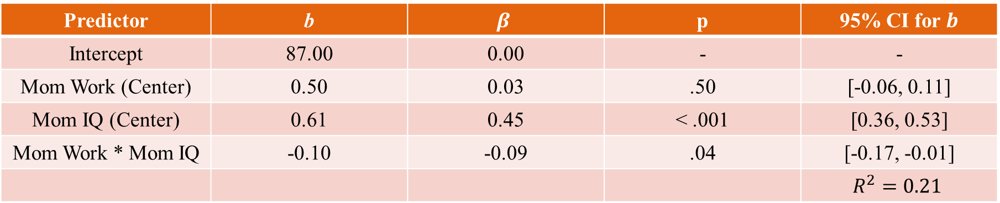 Predictor b β p 95% CI for b
Intercept 87.00 0.00 - -
Mom Work (Center) 0.50 0.03 .50 [-0.06, 0.11]
Mom IQ (Center) 0.61 0.45 < .001 [0.36, 0.53]
Mom Work * Mom IQ -0.10 -0.09 .04 [-0.17, -0.01]
R² = 0.21